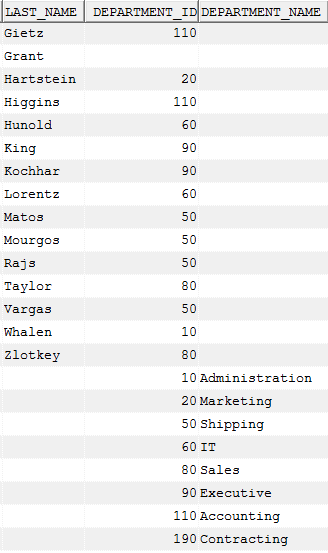 LAST_NAME DEPARTMENT_ID DEPARTMENT_NAME
Gietz 110
Grant
Hartstein 20
Higgins 110
Hunold 60
King 90
Kochhar 90
Lorentz 60
Matos 50
Mourgos 50
Rajs 50
Taylor 80
Vargas 50
Whalen 10
Zlotkey 80
10 Administration
20 Marketing
50 Shipping
60 IT
80 Sales
90 Executive
110 Accounting
190 Contracting